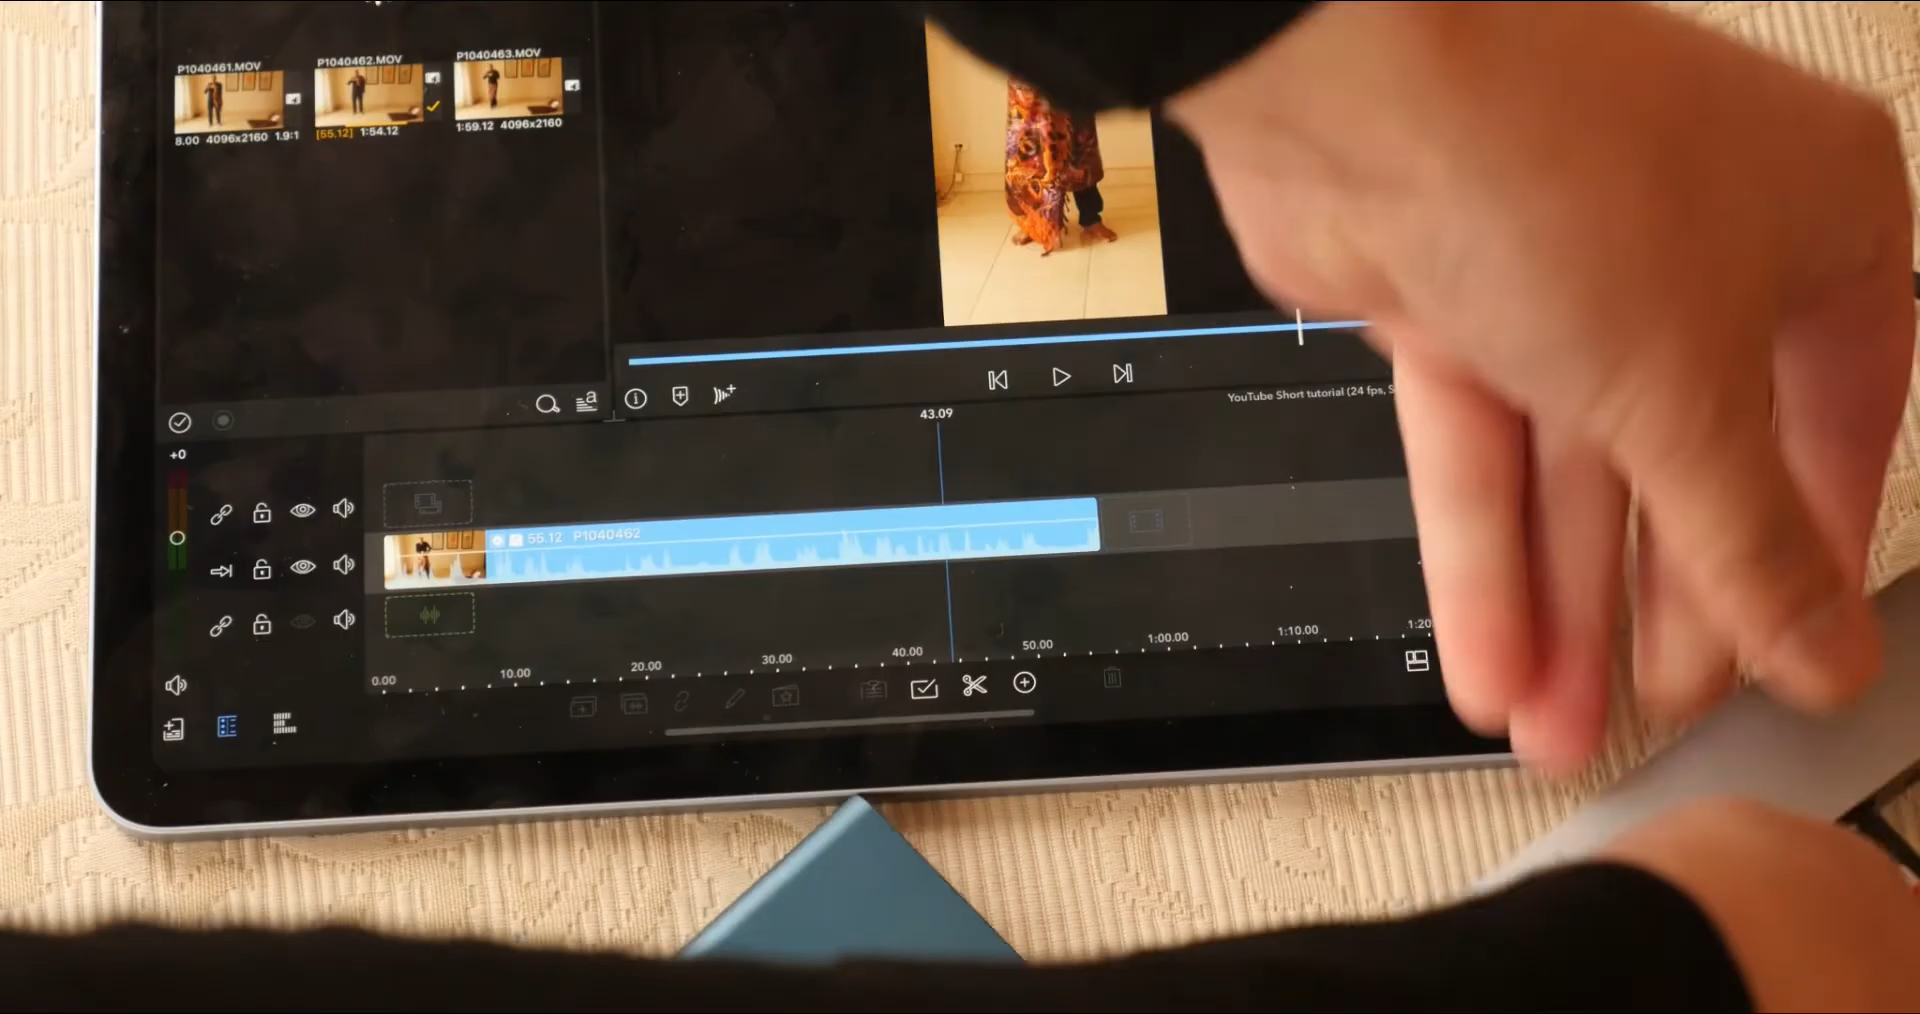 P1040461.MOV
8.00 4096x2160 1.9:1
P1040462.MOV
[55.12] 1:54.12
P1040463.MOV
1:59.12 4096x2160
YouTube Short tutorial (24 fps, S
43.09
+0
55.12 P1040462
0.00 10.00 20.00 30.00 40.00 50.00 1:00.00 1:10.00 1:20